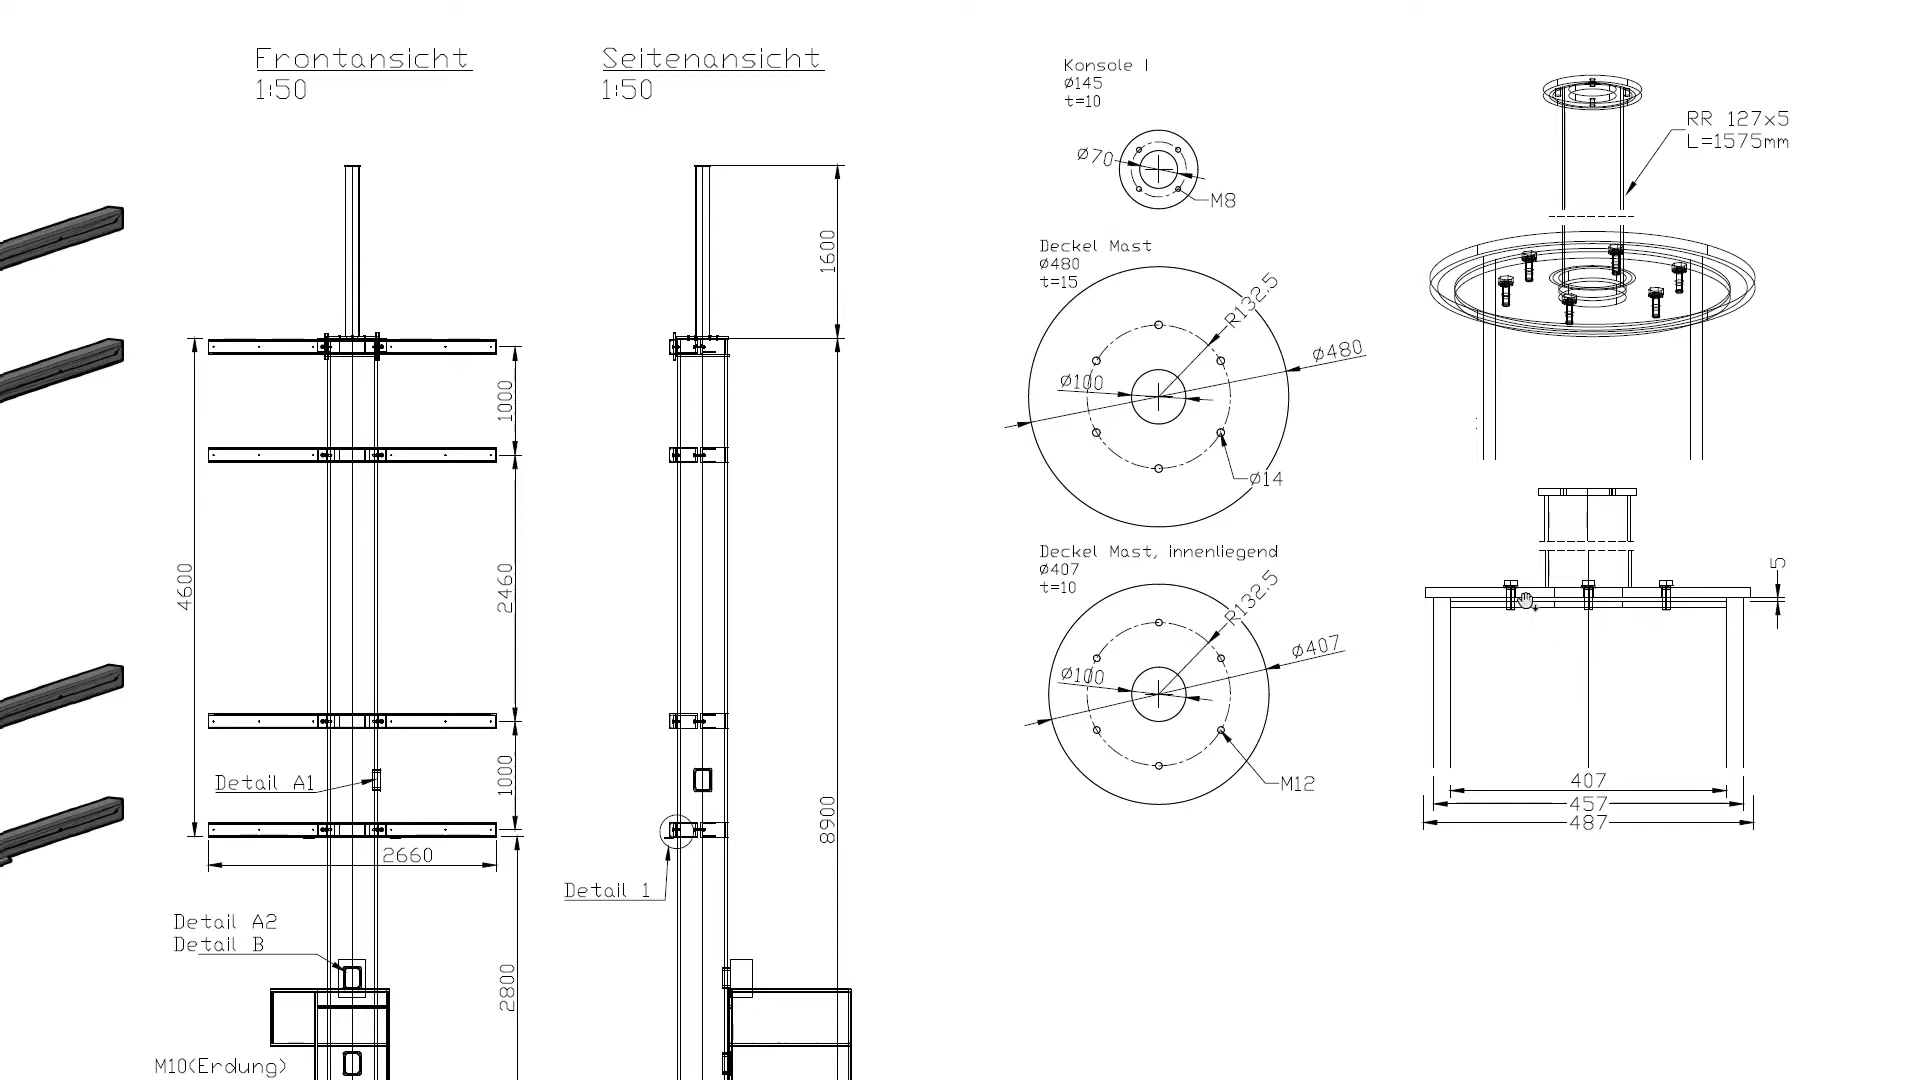 Frontansicht
1:50
Seitenansicht
1:50
Konsole I
Ø145
t=10
Ø70
M8
RR 127x5
L=1575mm
Deckel Mast
Ø480
t=15
R132.5
Ø480
Ø100
Ø14
Deckel Mast, innenliegend
Ø407
t=10
R132.5
Ø407
Ø100
M12
5
407
457
487
1600
1000
4600
2460
1000
8900
Detail A1
2660
Detail 1
Detail A2
Detail B
2800
M10(Erdung)